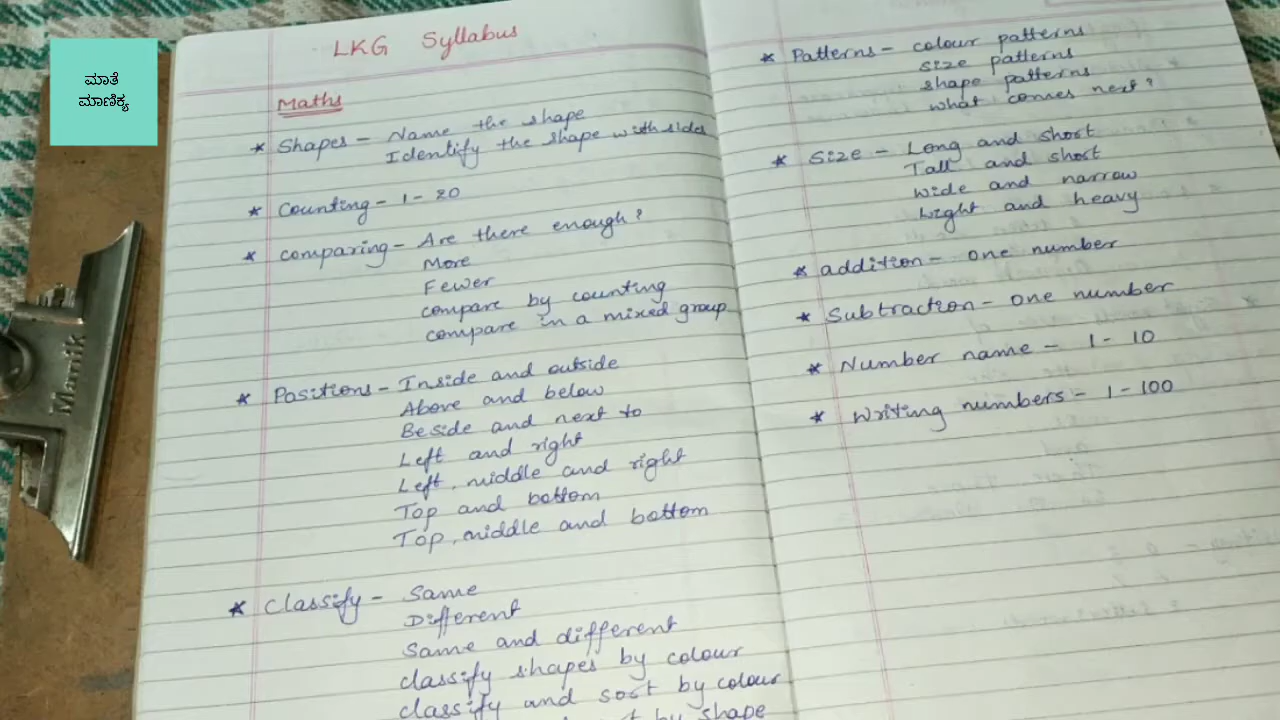 ಮಾತೆ
ಮಾಣಿಕ್ಯ
Manik
LKG Syllabus
Maths
* Shapes - Name the shape
Identify the shape with sides
* Counting - 1 - 20
* comparing - Are there enough?
More
Fewer
compare by counting
compare in a mixed group
* Positions - Inside and outside
Above and below
Beside and next to
Left and right
Left, middle and right
Top and bottom
Top, middle and bottom
* Classify - Same
Different
Same and different
classify shapes by colour
classify and sort by colour
by shape
* Patterns - colour patterns
size patterns
shape patterns
what comes next?
* Size - Long and short
Tall and short
wide and narrow
Light and heavy
* addition - one number
* Subtraction - one number
* Number name - 1 - 10
* Writing numbers - 1 - 100